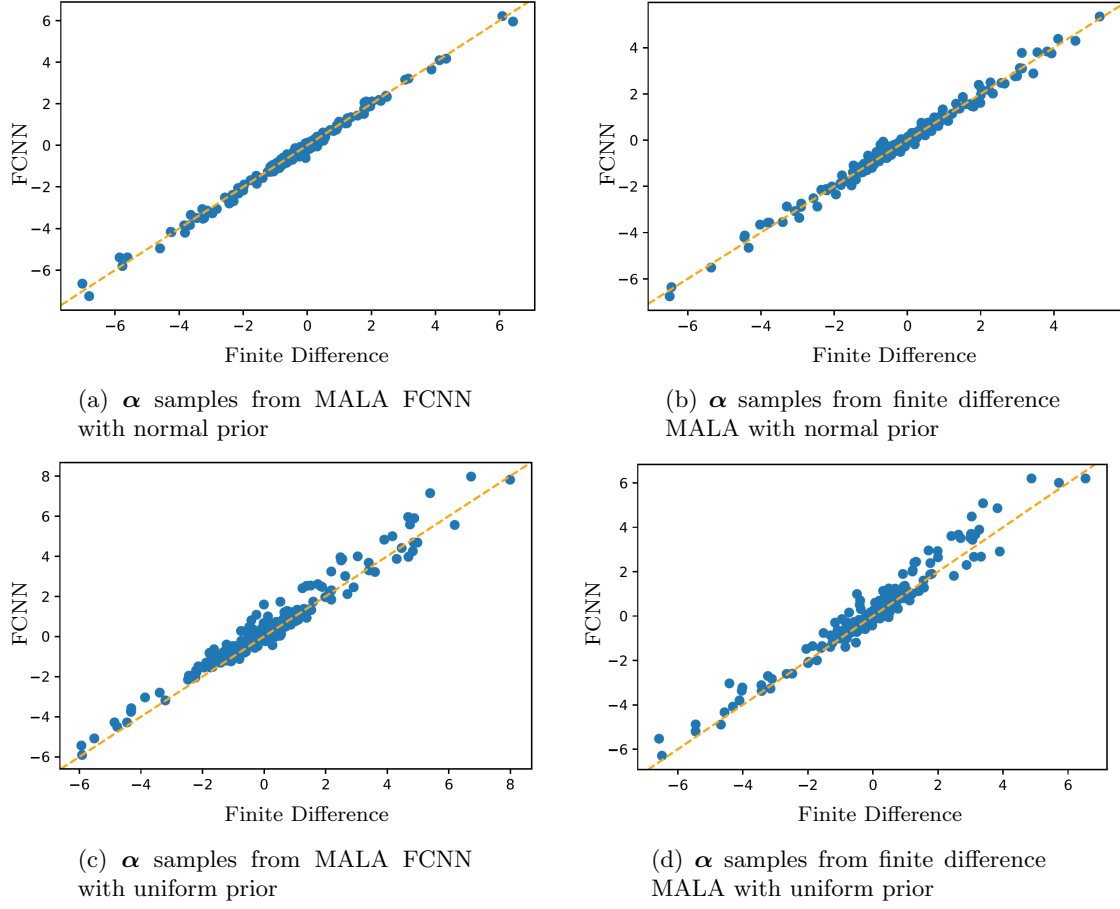 6
4
2
0
−2
−4
−6
FCNN
−6 −4 −2 0 2 4 6
Finite Difference
(a) α samples from MALA FCNN
with normal prior
6
4
2
0
−2
−4
−6
FCNN
−6 −4 −2 0 2 4
Finite Difference
(b) α samples from finite difference
MALA with normal prior
8
6
4
2
0
−2
−4
−6
FCNN
−6 −4 −2 0 2 4 6 8
Finite Difference
(c) α samples from MALA FCNN
with uniform prior
6
4
2
0
−2
−4
−6
FCNN
−6 −4 −2 0 2 4 6
Finite Difference
(d) α samples from finite difference
MALA with uniform prior